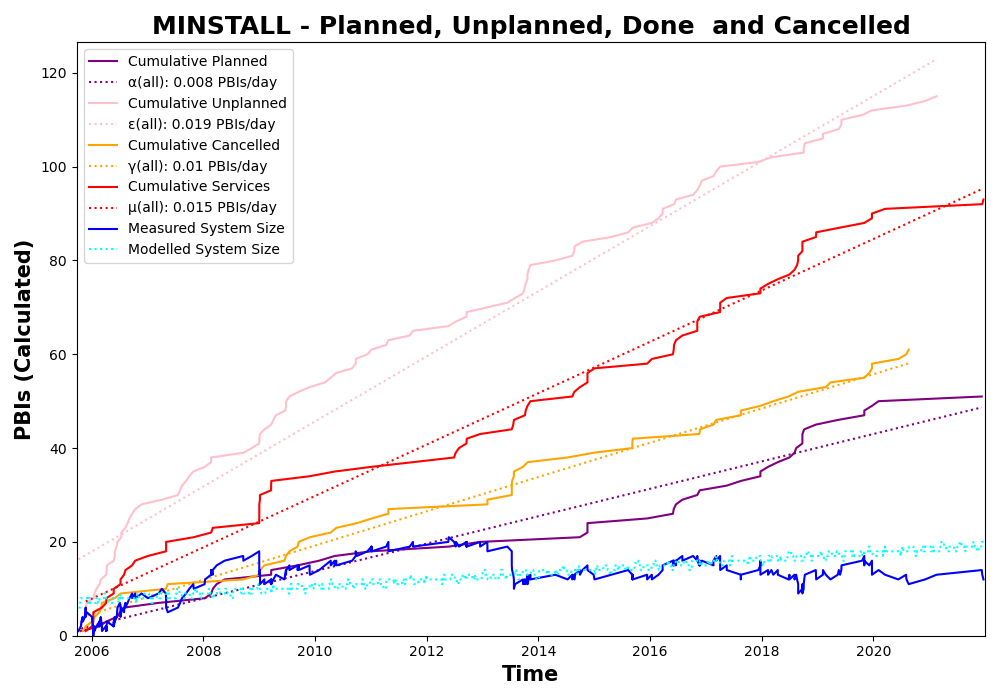 MINSTALL - Planned, Unplanned, Done  and Cancelled
PBIs (Calculated)
120
100
80
60
40
20
0
Cumulative Planned
α(all): 0.008 PBIs/day
Cumulative Unplanned
ε(all): 0.019 PBIs/day
Cumulative Cancelled
γ(all): 0.01 PBIs/day
Cumulative Services
μ(all): 0.015 PBIs/day
Measured System Size
Modelled System Size
2006 2008 2010 2012 2014 2016 2018 2020
Time